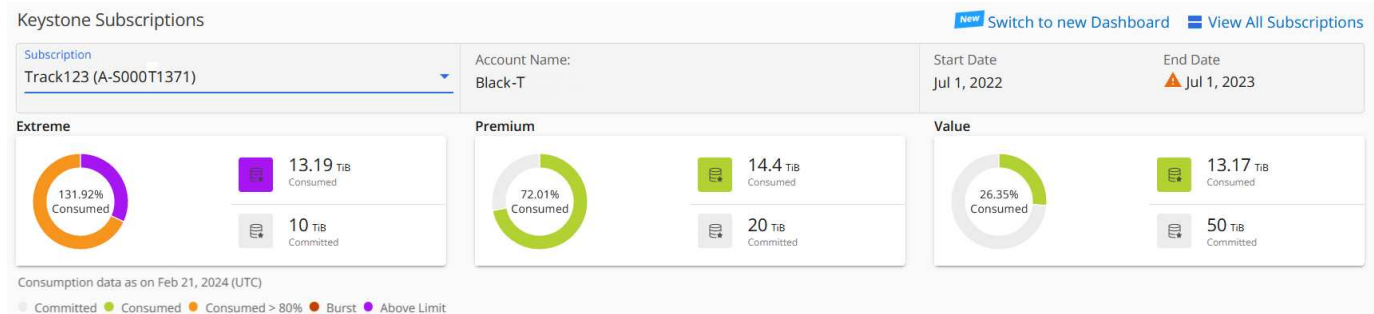 Keystone Subscriptions
New Switch to new Dashboard View All Subscriptions
Subscription
Track123 (A-S000T1371)
Account Name:
Black-T
Start Date
Jul 1, 2022
End Date
Jul 1, 2023
Extreme
131.92%
Consumed
13.19 TiB
Consumed
10 TiB
Committed
Premium
72.01%
Consumed
14.4 TiB
Consumed
20 TiB
Committed
Value
26.35%
Consumed
13.17 TiB
Consumed
50 TiB
Committed
Consumption data as on Feb 21, 2024 (UTC)
Committed Consumed Consumed > 80% Burst Above Limit